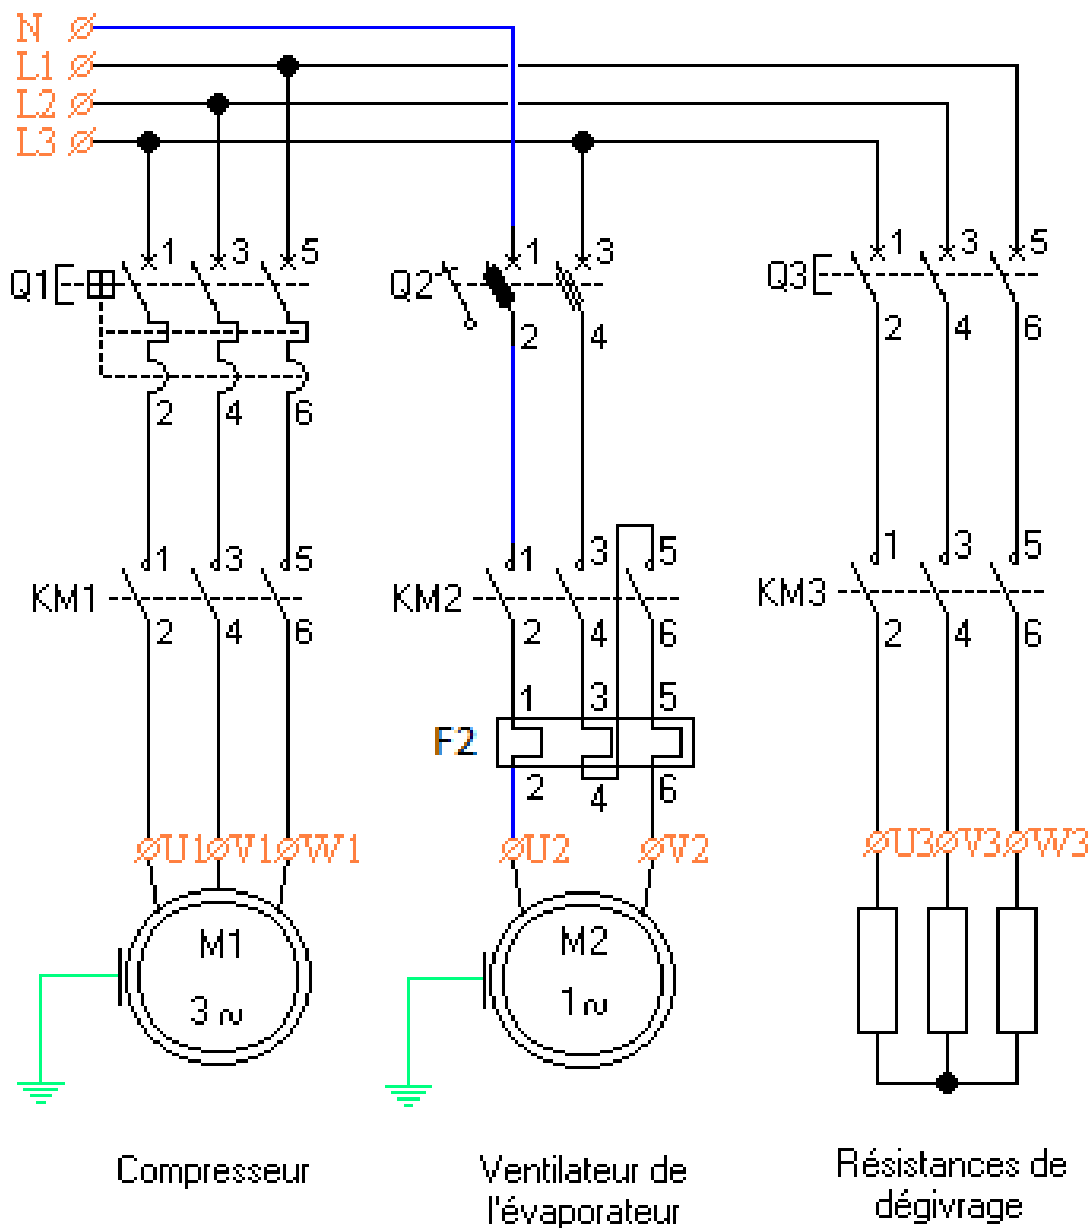 N
L1
L2
L3
Q1 1 3 5
2 4 6
Q2 1 3
2 4
Q3 1 3 5
2 4 6
KM1 1 3 5
2 4 6
KM2 1 3 5
2 4 6
KM3 1 3 5
2 4 6
F2 1 3 5
2 4 6
U1 V1 W1
U2 V2
U3 V3 W3
M1
3 ~
M2
1 ~
Compresseur
Ventilateur de
l'évaporateur
Résistances de
dégivrage